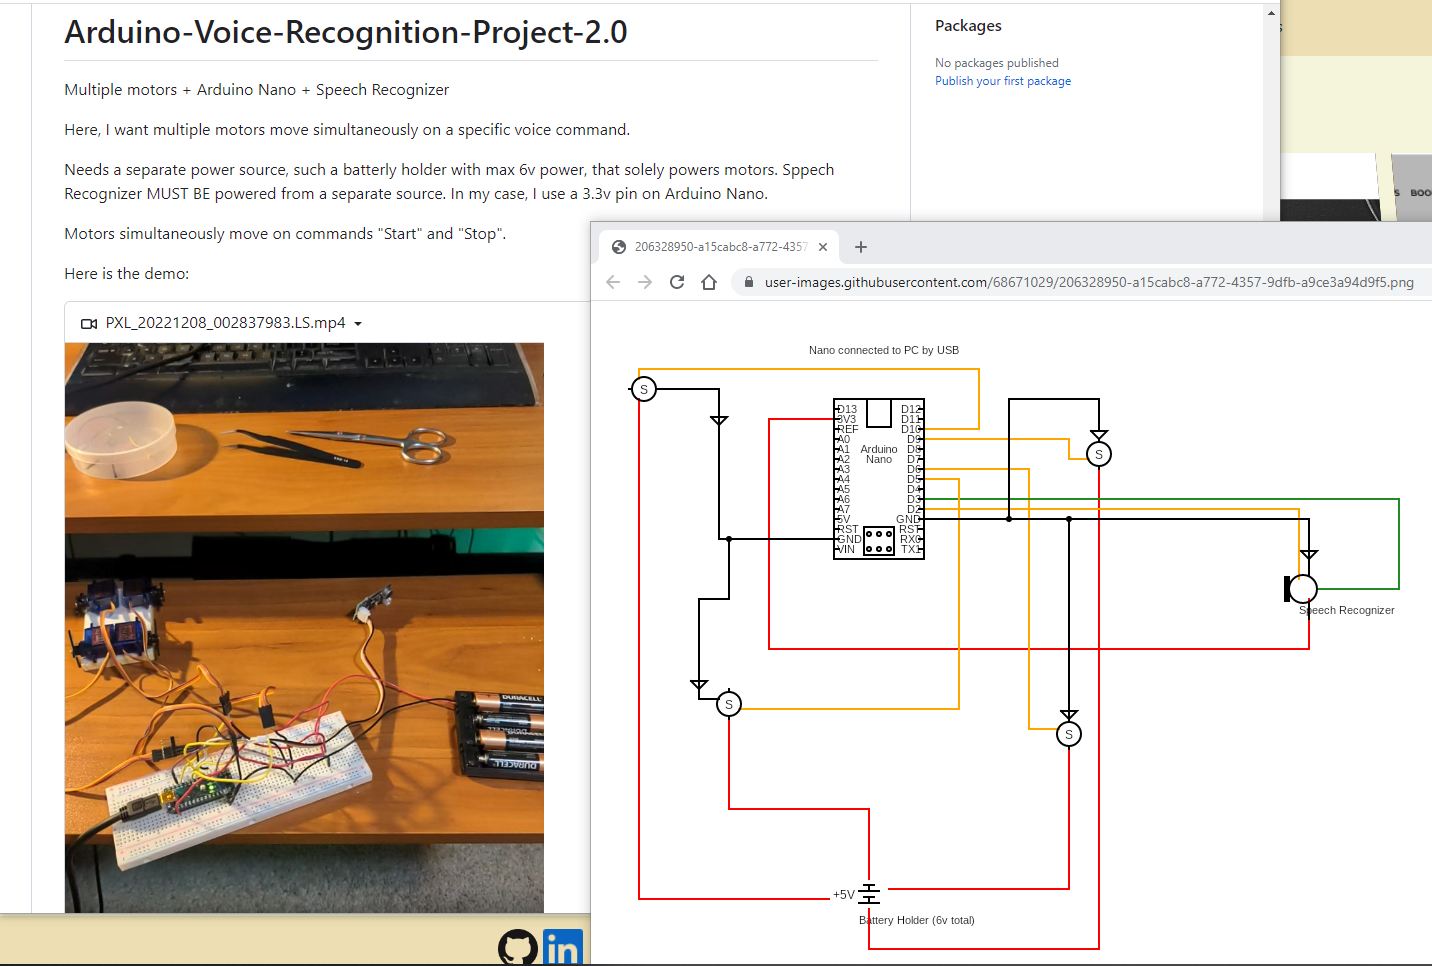 Arduino-Voice-Recognition-Project-2.0
Multiple motors + Arduino Nano + Speech Recognizer
Here, I want multiple motors move simultaneously on a specific voice command.
Needs a separate power source, such a batterly holder with max 6v power, that solely powers motors. Sppech
Recognizer MUST BE powered from a separate source. In my case, I use a 3.3v pin on Arduino Nano.
Motors simultaneously move on commands "Start" and "Stop".
Here is the demo:
PXL_20221208_002837983.LS.mp4
DURACELL
DURACELL
Packages
No packages published
Publish your first package
BOO
206328950-a15cabc8-a772-4357
user-images.githubusercontent.com/68671029/206328950-a15cabc8-a772-4357-9dfb-a9ce3a94d9f5.png
Nano connected to PC by USB
S
D13
3V3
REF
A0
A1
A2
A3
A4
A5
A6
A7
5V
RST
GND
VIN
Arduino
Nano
D12
D11
D10
D9
D8
D7
D6
D5
D4
D3
D2
GND
RST
RX0
TX1
S
Speech Recognizer
S
S
+5V
Battery Holder (6v total)
in